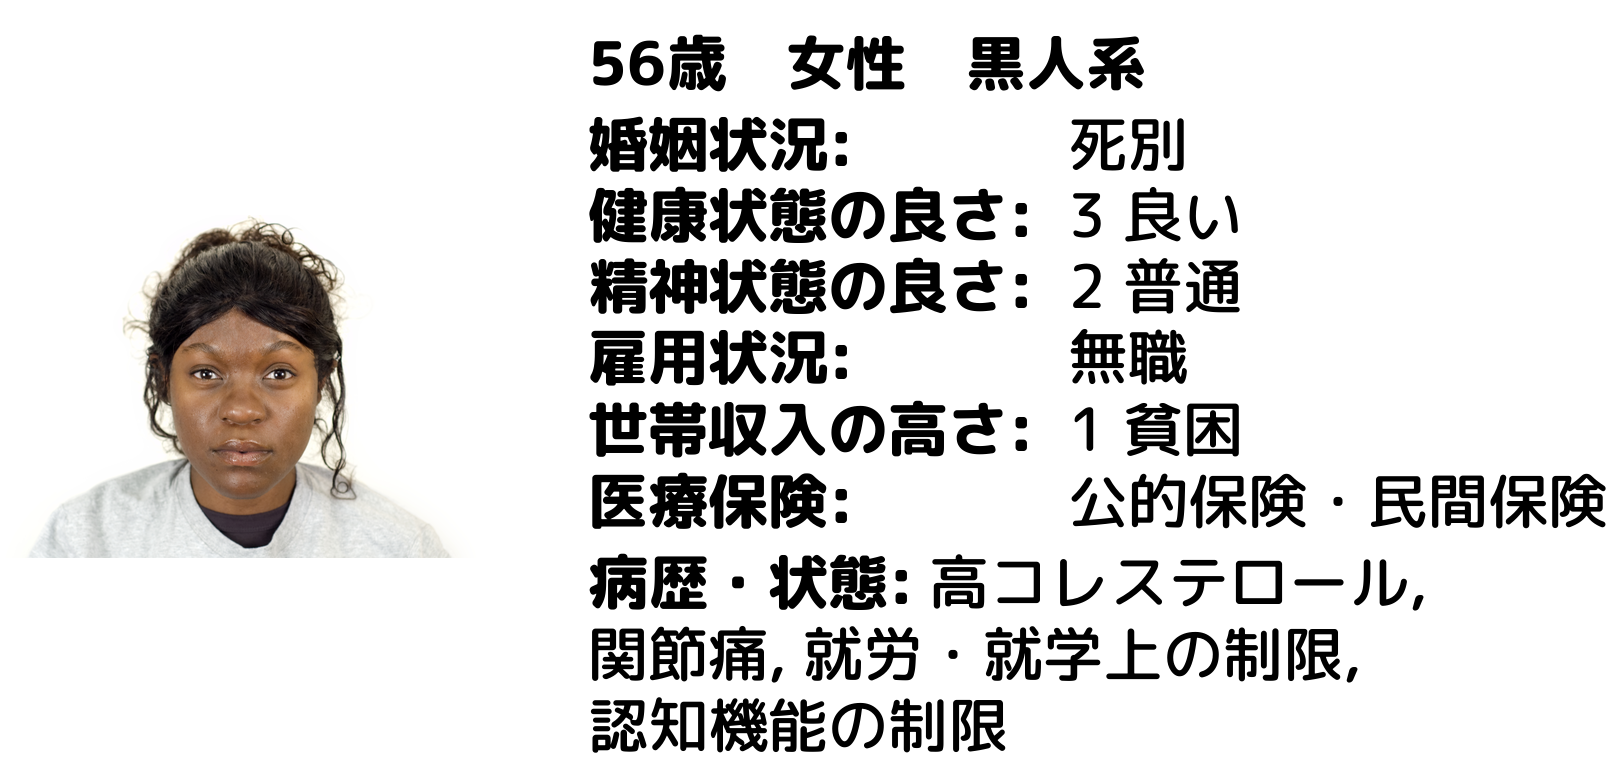 56歳　女性　黒人系
婚姻状況: 死別
健康状態の良さ: 3 良い
精神状態の良さ: 2 普通
雇用状況: 無職
世帯収入の高さ: 1 貧困
医療保険: 公的保険・民間保険
病歴・状態: 高コレステロール,
関節痛, 就労・就学上の制限,
認知機能の制限